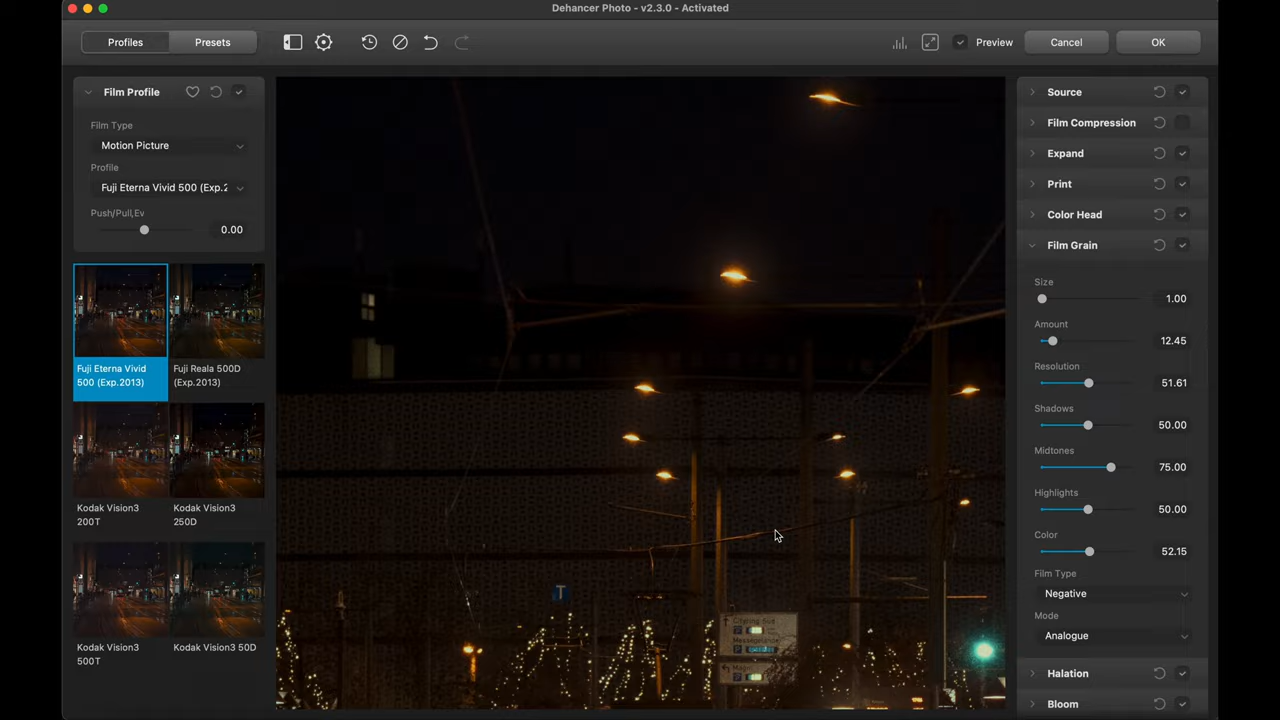 Dehancer Photo - v2.3.0 - Activated
Profiles
Presets
Preview
Cancel
OK
Film Profile
Film Type
Motion Picture
Profile
Fuji Eterna Vivid 500 (Exp.2
Push/Pull,Ev
0.00
Fuji Eterna Vivid
500 (Exp.2013)
Fuji Reala 500D
(Exp.2013)
Kodak Vision3
200T
Kodak Vision3
250D
Kodak Vision3
500T
Kodak Vision3 50D
T
Cityring Süd
P
Messegelände
P
Magni
P
Source
Film Compression
Expand
Print
Color Head
Film Grain
Size
1.00
Amount
12.45
Resolution
51.61
Shadows
50.00
Midtones
75.00
Highlights
50.00
Color
52.15
Film Type
Negative
Mode
Analogue
Halation
Bloom